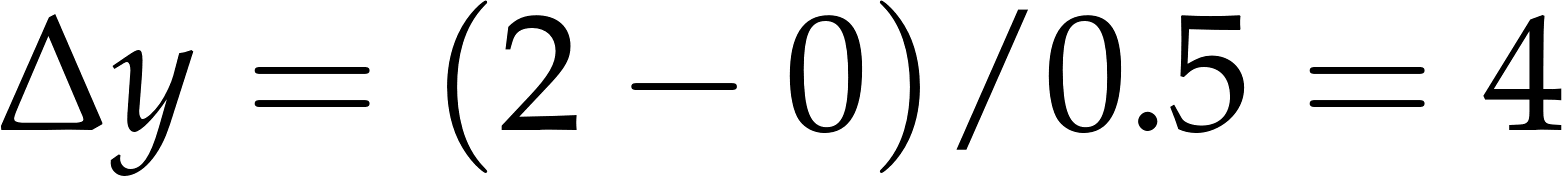 Δy = (2 − 0)/0.5 = 4